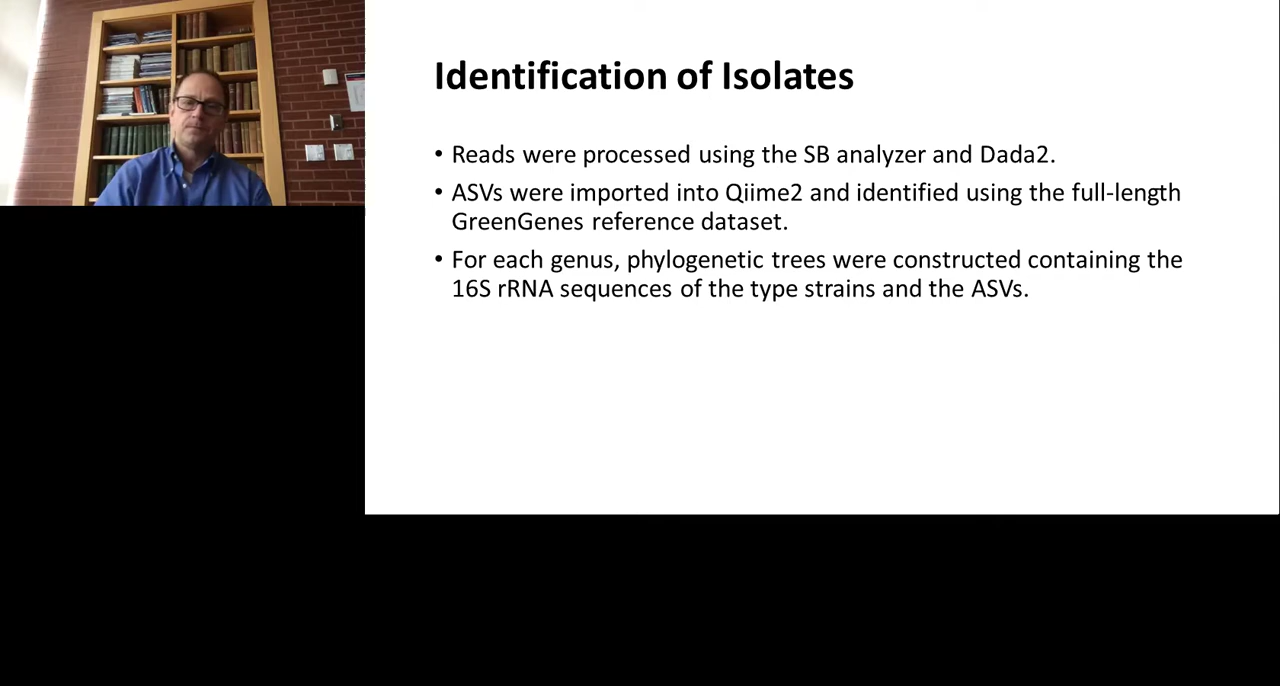 Identification of Isolates
• Reads were processed using the SB analyzer and Dada2.
• ASVs were imported into Qiime2 and identified using the full-length
GreenGenes reference dataset.
• For each genus, phylogenetic trees were constructed containing the
16S rRNA sequences of the type strains and the ASVs.